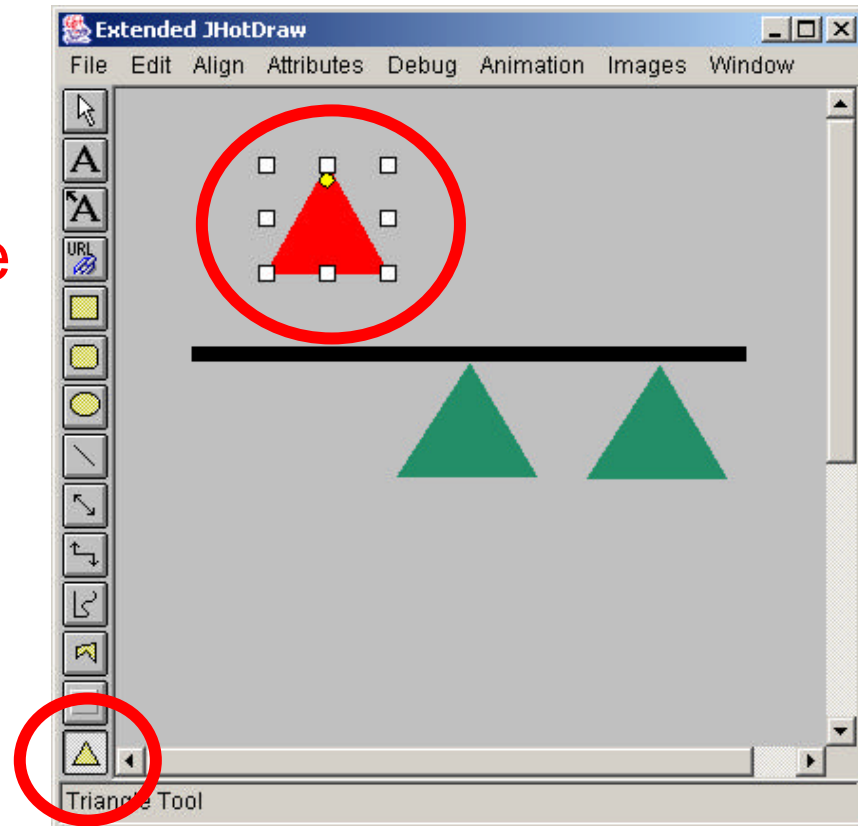 Extended JHotDraw
File Edit Align Attributes Debug Animation Images Window
A
A
URL
e
Triangle Tool